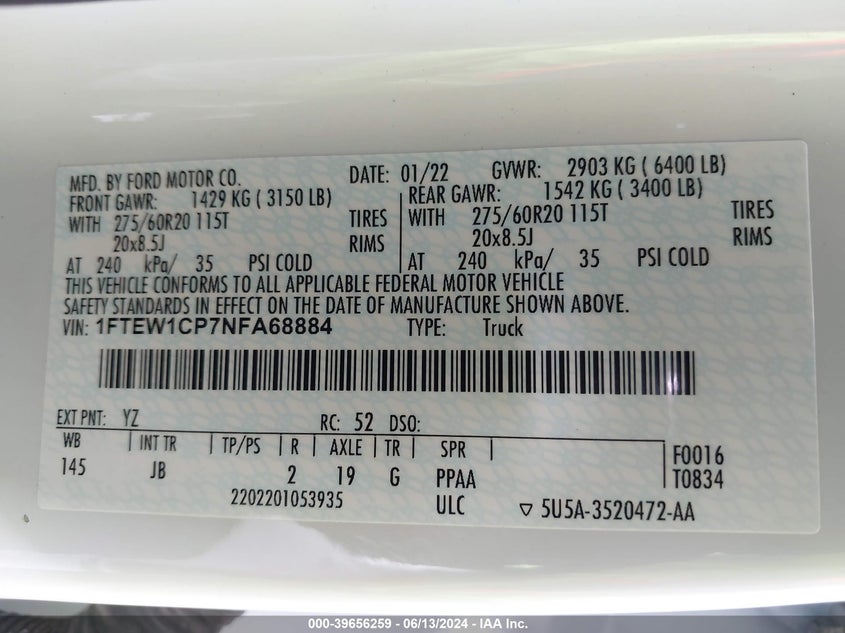 MFD. BY FORD MOTOR CO. DATE: 01/22 GVWR: 2903 KG ( 6400 LB)
FRONT GAWR: 1429 KG ( 3150 LB) REAR GAWR: 1542 KG ( 3400 LB)
WITH 275/60R20 115T TIRES WITH 275/60R20 115T TIRES
20x8.5J RIMS 20x8.5J RIMS
AT 240 kPa/ 35 PSI COLD AT 240 kPa/ 35 PSI COLD
THIS VEHICLE CONFORMS TO ALL APPLICABLE FEDERAL MOTOR VEHICLE
SAFETY STANDARDS IN EFFECT ON THE DATE OF MANUFACTURE SHOWN ABOVE.
VIN: 1FTEW1CP7NFA68884 TYPE: Truck
EXT PNT: YZ RC: 52 DSO:
WB INT TR TP/PS R AXLE TR SPR F0016
145 JB 2 19 G PPAA T0834
2202201053935 ULC ▽ 5U5A-3520472-AA
000-39656259 - 06/13/2024 - IAA Inc.